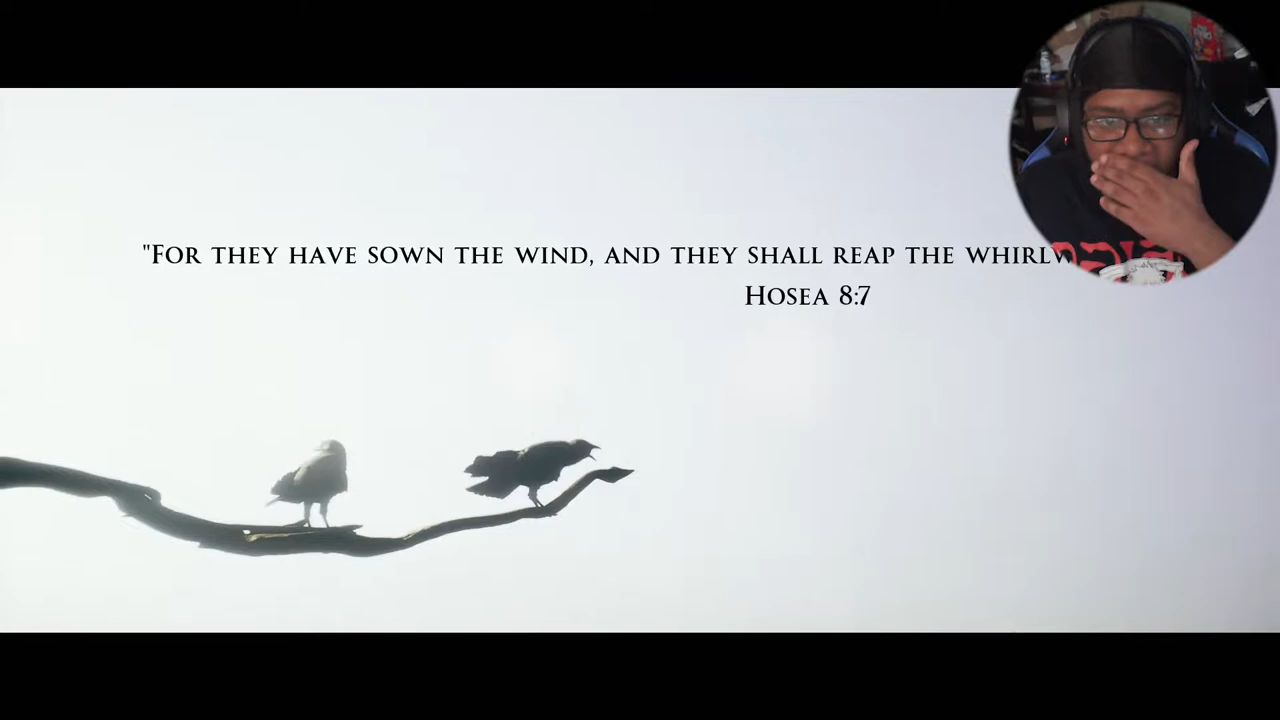 "FOR THEY HAVE SOWN THE WIND, AND THEY SHALL REAP THE
HOSEA 8:7